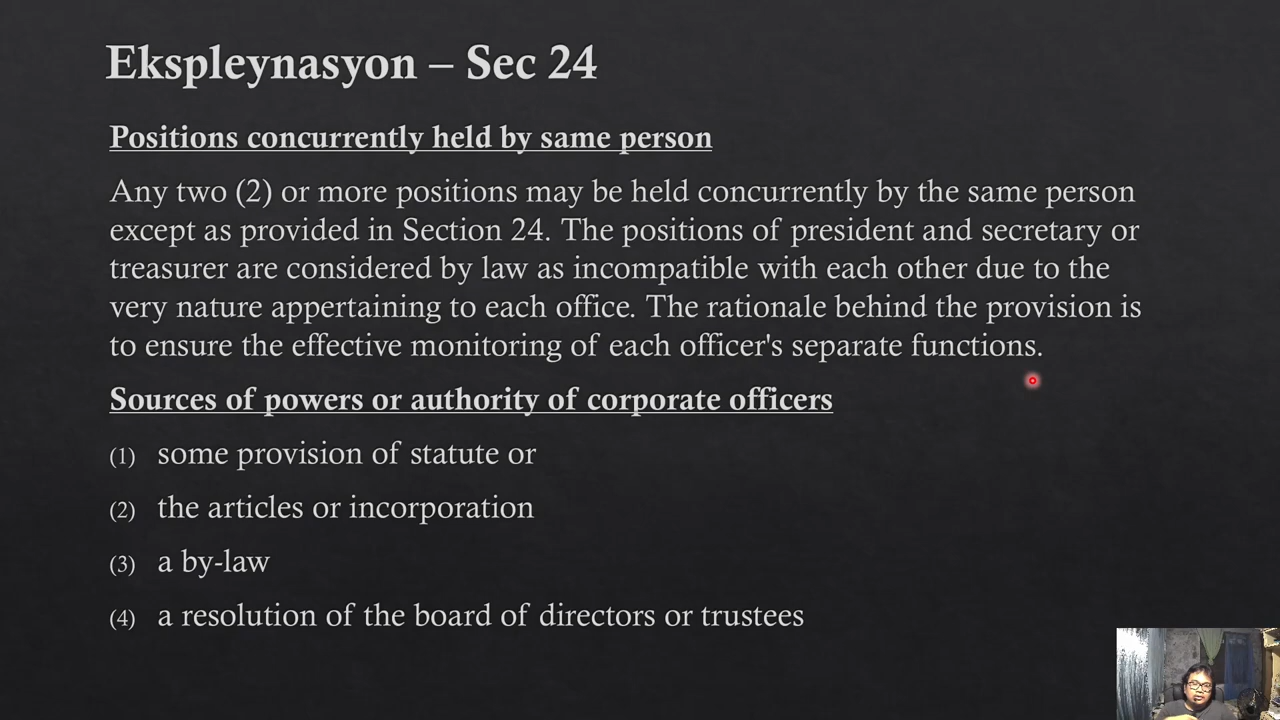 Ekspleynasyon – Sec 24
Positions concurrently held by same person
Any two (2) or more positions may be held concurrently by the same person
except as provided in Section 24. The positions of president and secretary or
treasurer are considered by law as incompatible with each other due to the
very nature appertaining to each office. The rationale behind the provision is
to ensure the effective monitoring of each officer's separate functions.
Sources of powers or authority of corporate officers
(1) some provision of statute or
(2) the articles or incorporation
(3) a by-law
(4) a resolution of the board of directors or trustees